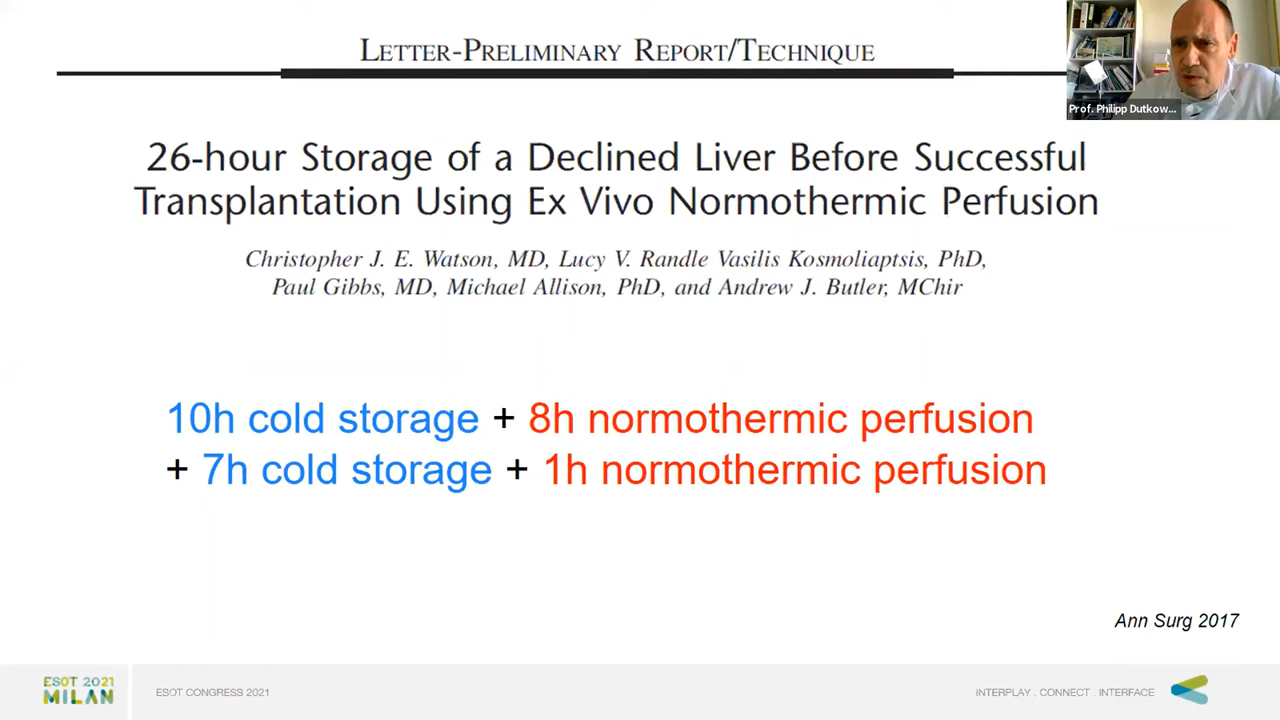 LETTER-PRELIMINARY REPORT/TECHNIQUE
Prof. Philipp Dutkow...
26-hour Storage of a Declined Liver Before Successful
Transplantation Using Ex Vivo Normothermic Perfusion
Christopher J. E. Watson, MD, Lucy V. Randle Vasilis Kosmoliaptsis, PhD,
Paul Gibbs, MD, Michael Allison, PhD, and Andrew J. Butler, MChir
10h cold storage + 8h normothermic perfusion
+ 7h cold storage + 1h normothermic perfusion
Ann Surg 2017
ESOT 2021
MILAN
ESOT CONGRESS 2021
INTERPLAY . CONNECT . INTERFACE